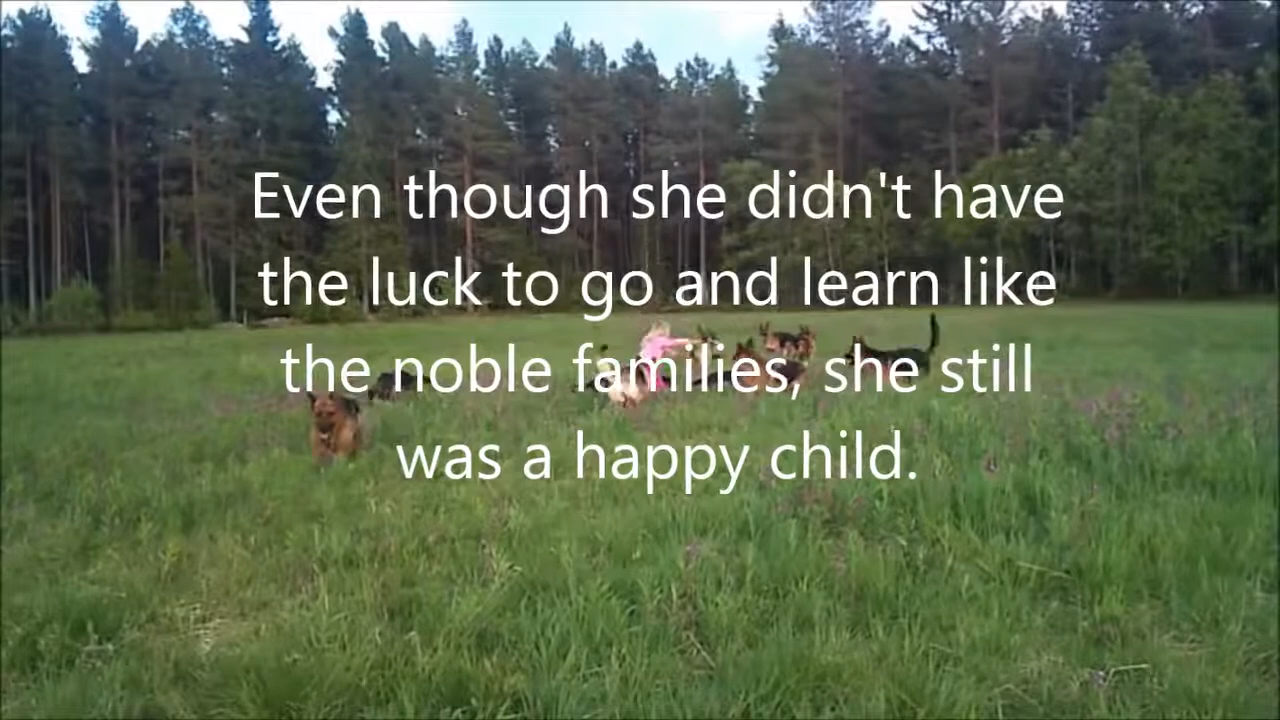 Even though she didn't have
the luck to go and learn like
the noble families, she still
was a happy child.